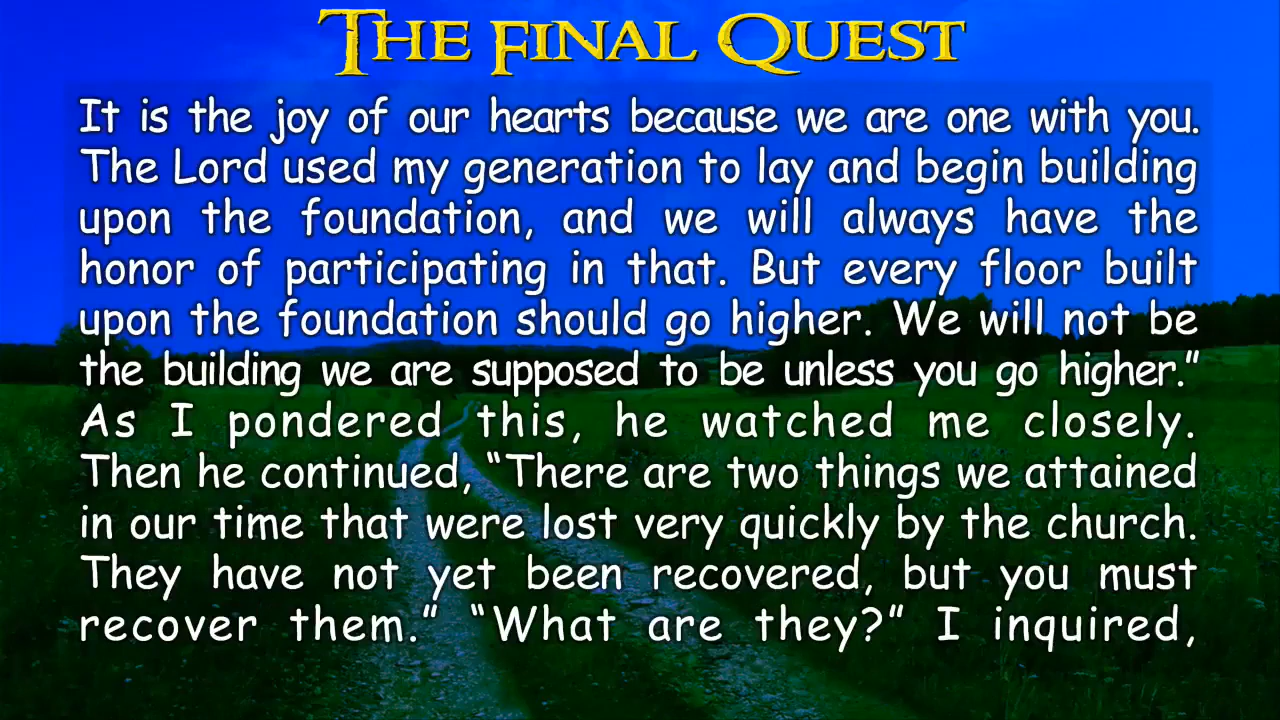 THE FINAL QUEST
It is the joy of our hearts because we are one with you.
The Lord used my generation to lay and begin building
upon the foundation, and we will always have the
honor of participating in that. But every floor built
upon the foundation should go higher. We will not be
the building we are supposed to be unless you go higher.”
As I pondered this, he watched me closely.
Then he continued, “There are two things we attained
in our time that were lost very quickly by the church.
They have not yet been recovered, but you must
recover them.” “What are they?” I inquired,